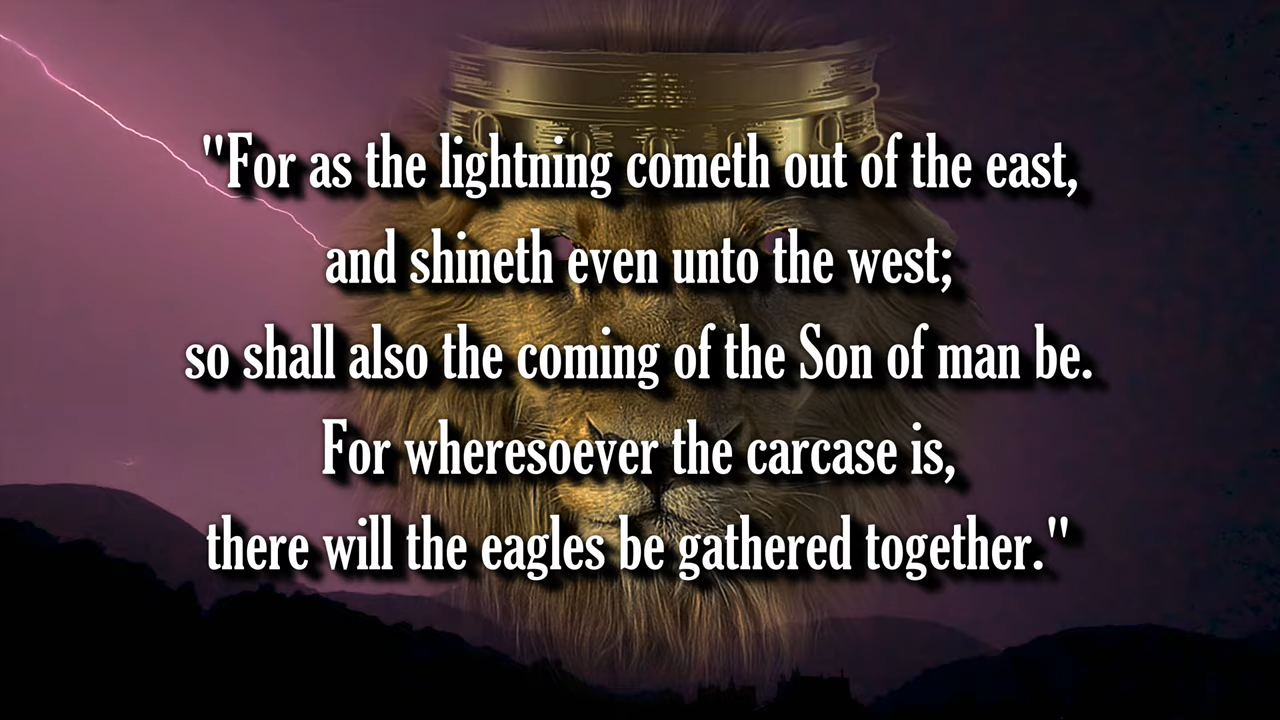 "For as the lightning cometh out of the east,
and shineth even unto the west;
so shall also the coming of the Son of man be.
For wheresoever the carcase is,
there will the eagles be gathered together."